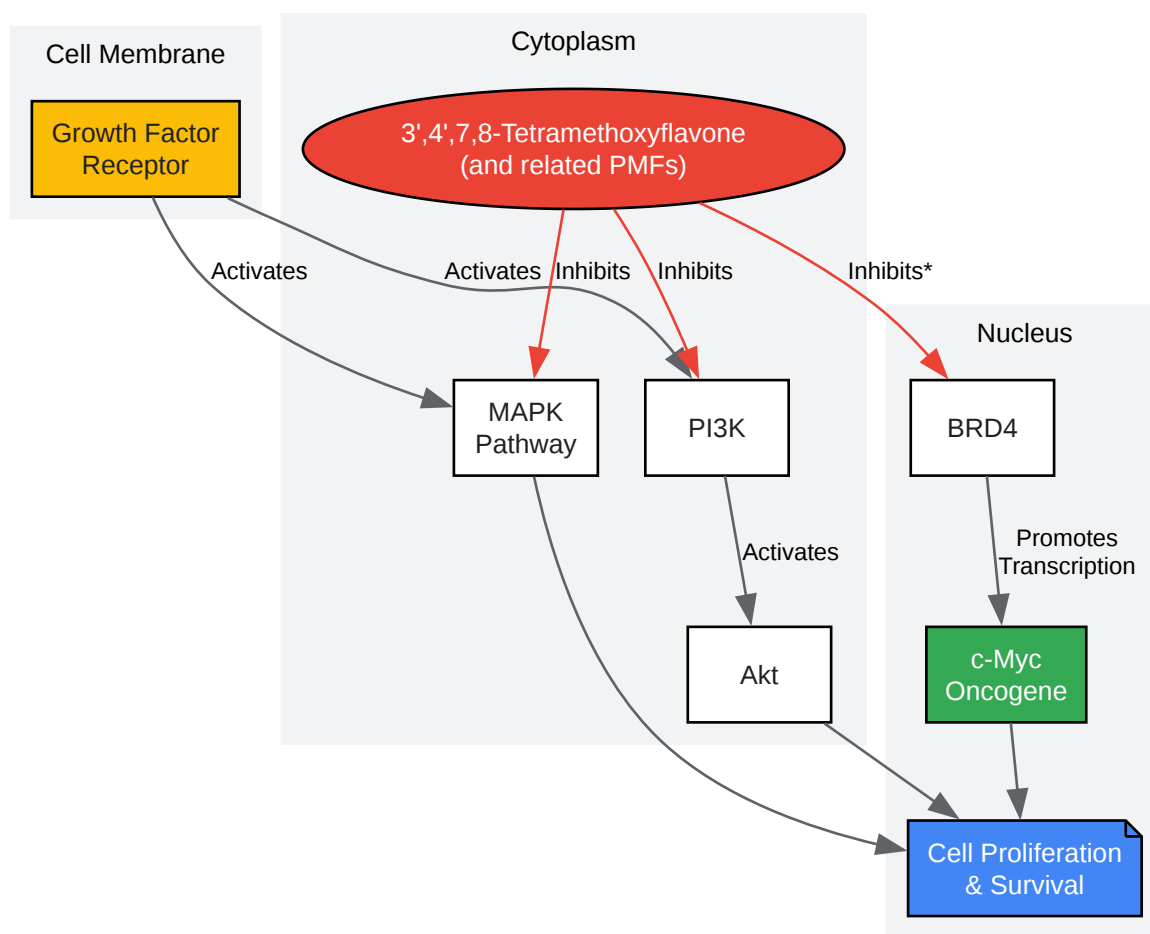 Cell Membrane
Cytoplasm
Growth Factor
Receptor
3',4',7,8-Tetramethoxyflavone
(and related PMFs)
Activates
Activates
Inhibits
Inhibits
Inhibits*
Nucleus
MAPK
Pathway
PI3K
BRD4
Activates
Promotes
Transcription
Akt
c-Myc
Oncogene
Cell Proliferation
& Survival